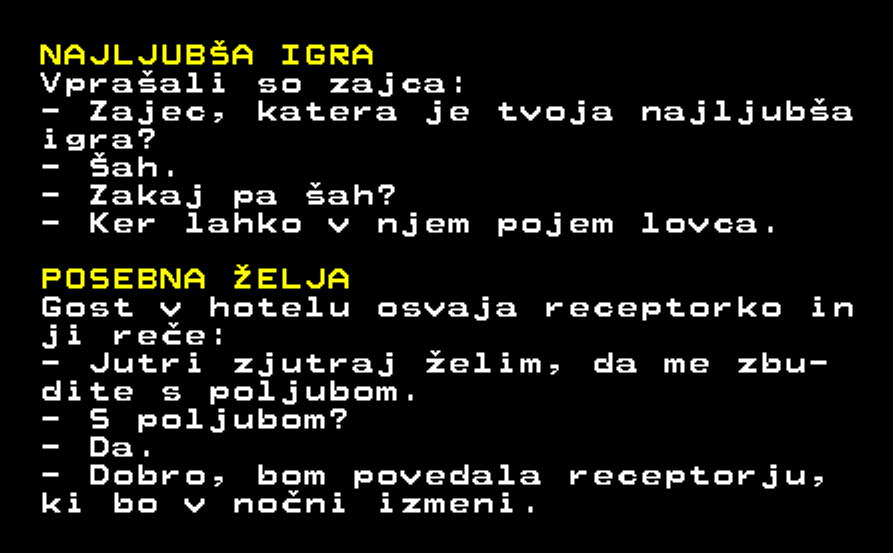 NAJLJUBŠA IGRA
Vprašali so zajca:
- Zajec, katera je tvoja najljubša
igra?
- Šah.
- Zakaj pa šah?
- Ker lahko v njem pojem lovca.
POSEBNA ŽELJA
Gost v hotelu osvaja receptorko in
ji reče:
- Jutri zjutraj želim, da me zbu-
dite s poljubom.
- S poljubom?
- Da.
- Dobro, bom povedala receptorju,
ki bo v nočni izmeni.